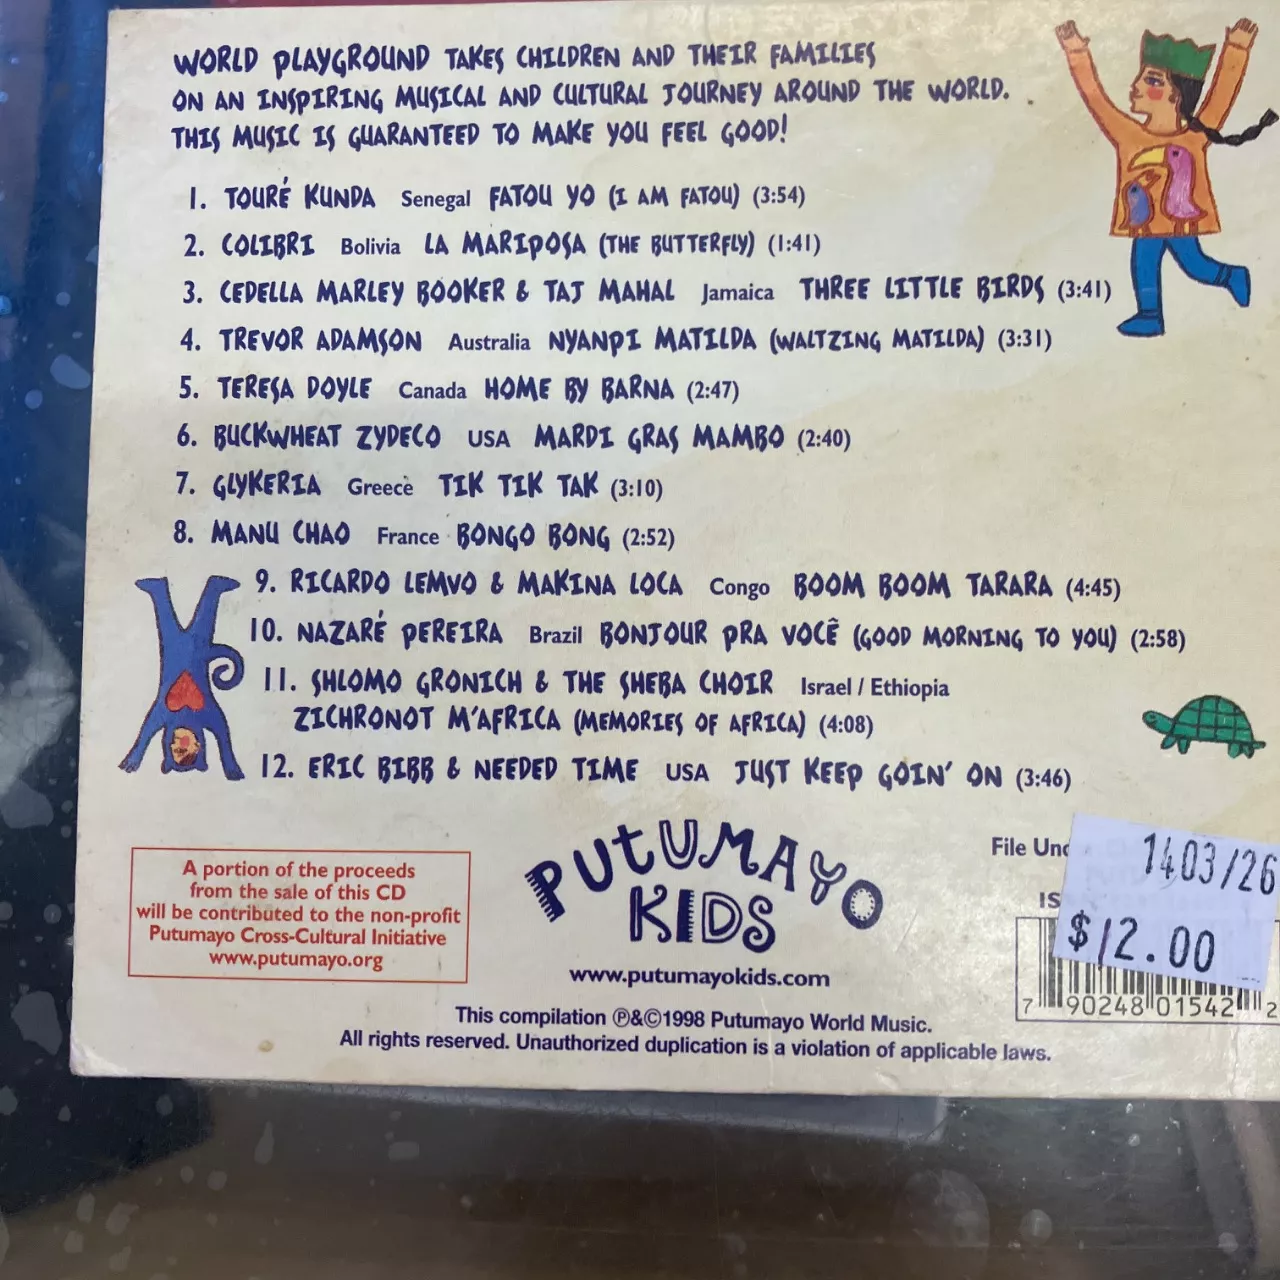 WORLD PLAYGROUND TAKES CHILDREN AND THEIR FAMILIES
ON AN INSPIRING MUSICAL AND CULTURAL JOURNEY AROUND THE WORLD.
THIS MUSIC IS GUARANTEED TO MAKE YOU FEEL GOOD!
1. TOURÉ KUNDA Senegal FATOU YO (I AM FATOU) (3:54)
2. COLIBRI Bolivia LA MARIPOSA (THE BUTTERFLY) (1:41)
3. CEDELLA MARLEY BOOKER & TAJ MAHAL Jamaica THREE LITTLE BIRDS (3:41)
4. TREVOR ADAMSON Australia NYANPI MATILDA (WALTZING MATILDA) (3:31)
5. TERESA DOYLE Canada HOME BY BARNA (2:47)
6. BUCKWHEAT ZYDECO USA MARDI GRAS MAMBO (2:40)
7. GLYKERIA Greece TIK TIK TAK (3:10)
8. MANU CHAO France BONGO BONG (2:52)
9. RICARDO LEMVO & MAKINA LOCA Congo BOOM BOOM TARARA (4:45)
10. NAZARÉ PEREIRA Brazil BONJOUR PRA VOCÊ (GOOD MORNING TO YOU) (2:58)
11. SHLOMO GRONICH & THE SHEBA CHOIR Israel / Ethiopia
ZICHRONOT M'AFRICA (MEMORIES OF AFRICA) (4:08)
12. ERIC BIBB & NEEDED TIME USA JUST KEEP GOIN' ON (3:46)
A portion of the proceeds
from the sale of this CD
will be contributed to the non-profit
Putumayo Cross-Cultural Initiative
www.putumayo.org
PUTUMAYO
KIDS
www.putumayokids.com
This compilation ℗&©1998 Putumayo World Music.
All rights reserved. Unauthorized duplication is a violation of applicable laws.
File
1403/26
$12.00
7 90248 01542 2